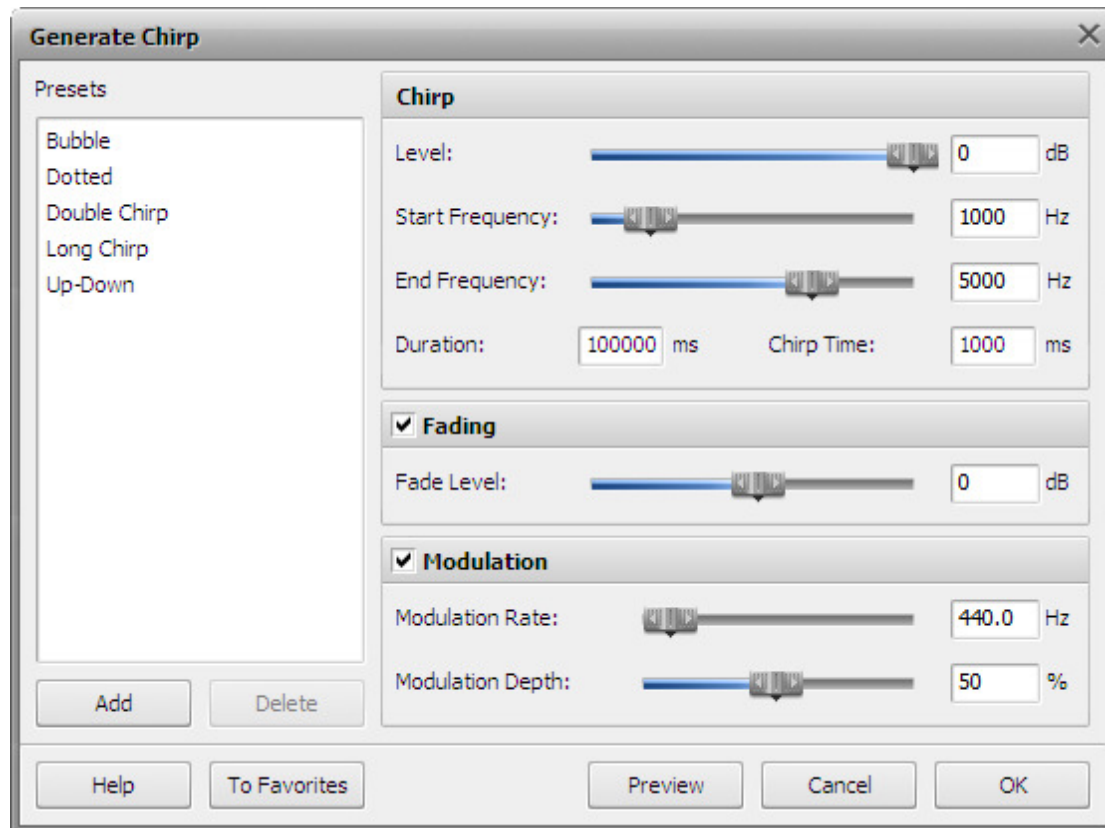 Generate Chirp
Presets
Bubble
Dotted
Double Chirp
Long Chirp
Up-Down
Add Delete
Chirp
Level: 0 dB
Start Frequency: 1000 Hz
End Frequency: 5000 Hz
Duration: 100000 ms Chirp Time: 1000 ms
Fading
Fade Level: 0 dB
Modulation
Modulation Rate: 440.0 Hz
Modulation Depth: 50 %
Help To Favorites Preview Cancel OK